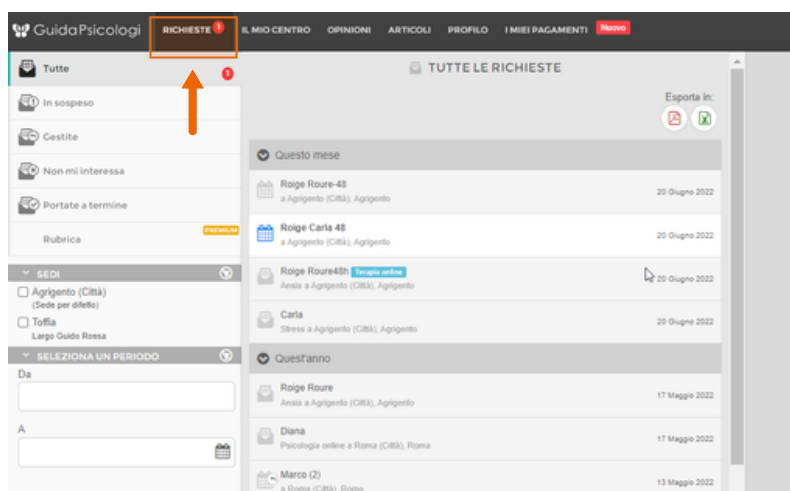 GuidaPsicologi
RICHIESTE 1
IL MIO CENTRO
OPINIONI
ARTICOLI
PROFILO
I MIEI PAGAMENTI
Nuovo
Tutte
1
In sospeso
Gestite
Non mi interessa
Portate a termine
Rubrica
PREMIUM
SEDI
Agrigento (Città)
(Sede per difetto)
Toffia
Largo Guido Rossa
SELEZIONA UN PERIODO
Da
A
TUTTE LE RICHIESTE
Esporta in:
Questo mese
Roige Roure-48
a Agrigento (Città), Agrigento
20 Giugno 2022
Roige Carla 48
a Agrigento (Città), Agrigento
20 Giugno 2022
Roige Roure48h Terapia online
Ansia a Agrigento (Città), Agrigento
20 Giugno 2022
Carla
Stress a Agrigento (Città), Agrigento
20 Giugno 2022
Quest'anno
Roige Roure
Ansia a Agrigento (Città), Agrigento
17 Maggio 2022
Diana
Psicologia online a Roma (Città), Roma
17 Maggio 2022
Marco (2)
a Roma (Città), Roma
13 Maggio 2022